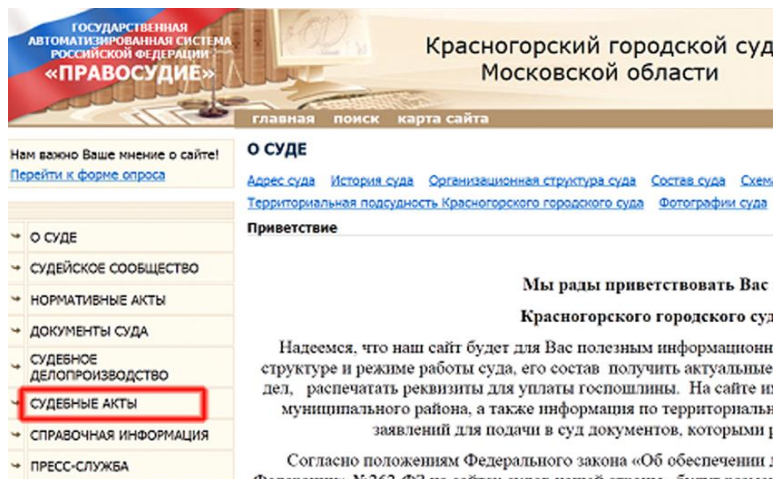 ГОСУДАРСТВЕННАЯ
АВТОМАТИЗИРОВАННАЯ СИСТЕМА
РОССИЙСКОЙ ФЕДЕРАЦИИ
«ПРАВОСУДИЕ»
Красногорский городской суд
Московской области
главная поиск карта сайта
Нам важно Ваше мнение о сайте!
Перейти к форме опроса
О СУДЕ
СУДЕЙСКОЕ СООБЩЕСТВО
НОРМАТИВНЫЕ АКТЫ
ДОКУМЕНТЫ СУДА
СУДЕБНОЕ
ДЕЛОПРОИЗВОДСТВО
СУДЕБНЫЕ АКТЫ
СПРАВОЧНАЯ ИНФОРМАЦИЯ
ПРЕСС-СЛУЖБА
О СУДЕ
Адрес суда История суда Организационная структура суда Состав суда Схема
Территориальная подсудность Красногорского городского суда Фотографии суда
Приветствие
Мы рады приветствовать Вас
Красногорского городского суд
Надеемся, что наш сайт будет для Вас полезным информационн
структуре и режиме работы суда, его состав получить актуальные
дел, распечатать реквизиты для уплаты госпошлины. На сайте и
муниципального района, а также информация по территориальн
заявлений для подачи в суд документов, которыми р
Согласно положениям Федерального закона «Об обеспечении д